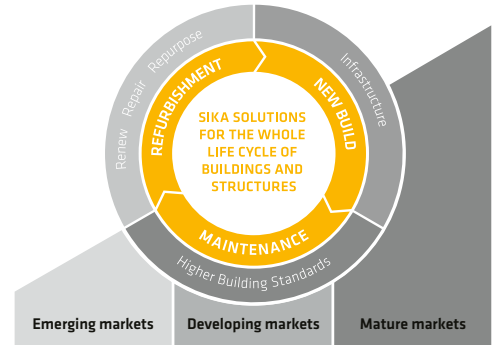 Renew Repair Repurpose
Infrastructure
REFURBISHMENT
NEW BUILD
SIKA SOLUTIONS
FOR THE WHOLE
LIFE CYCLE OF
BUILDINGS AND
STRUCTURES
MAINTENANCE
Higher Building Standards
Emerging markets
Developing markets
Mature markets